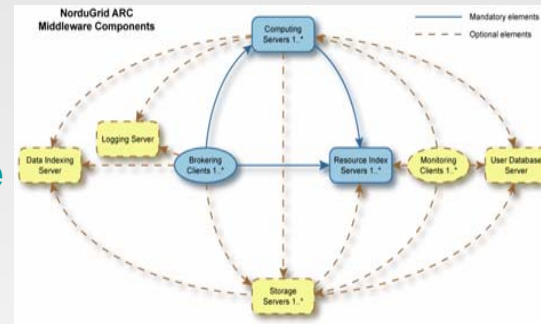 NorduGrid ARC
Middleware Components
Mandatory elements
Optional elements
Computing
Servers 1..*
Logging Server
Data Indexing
Server
Brokering
Clients 1..*
Resource Index
Servers 1..*
Monitoring
Clients 1..*
User Database
Server
e
Storage
Servers 1..*